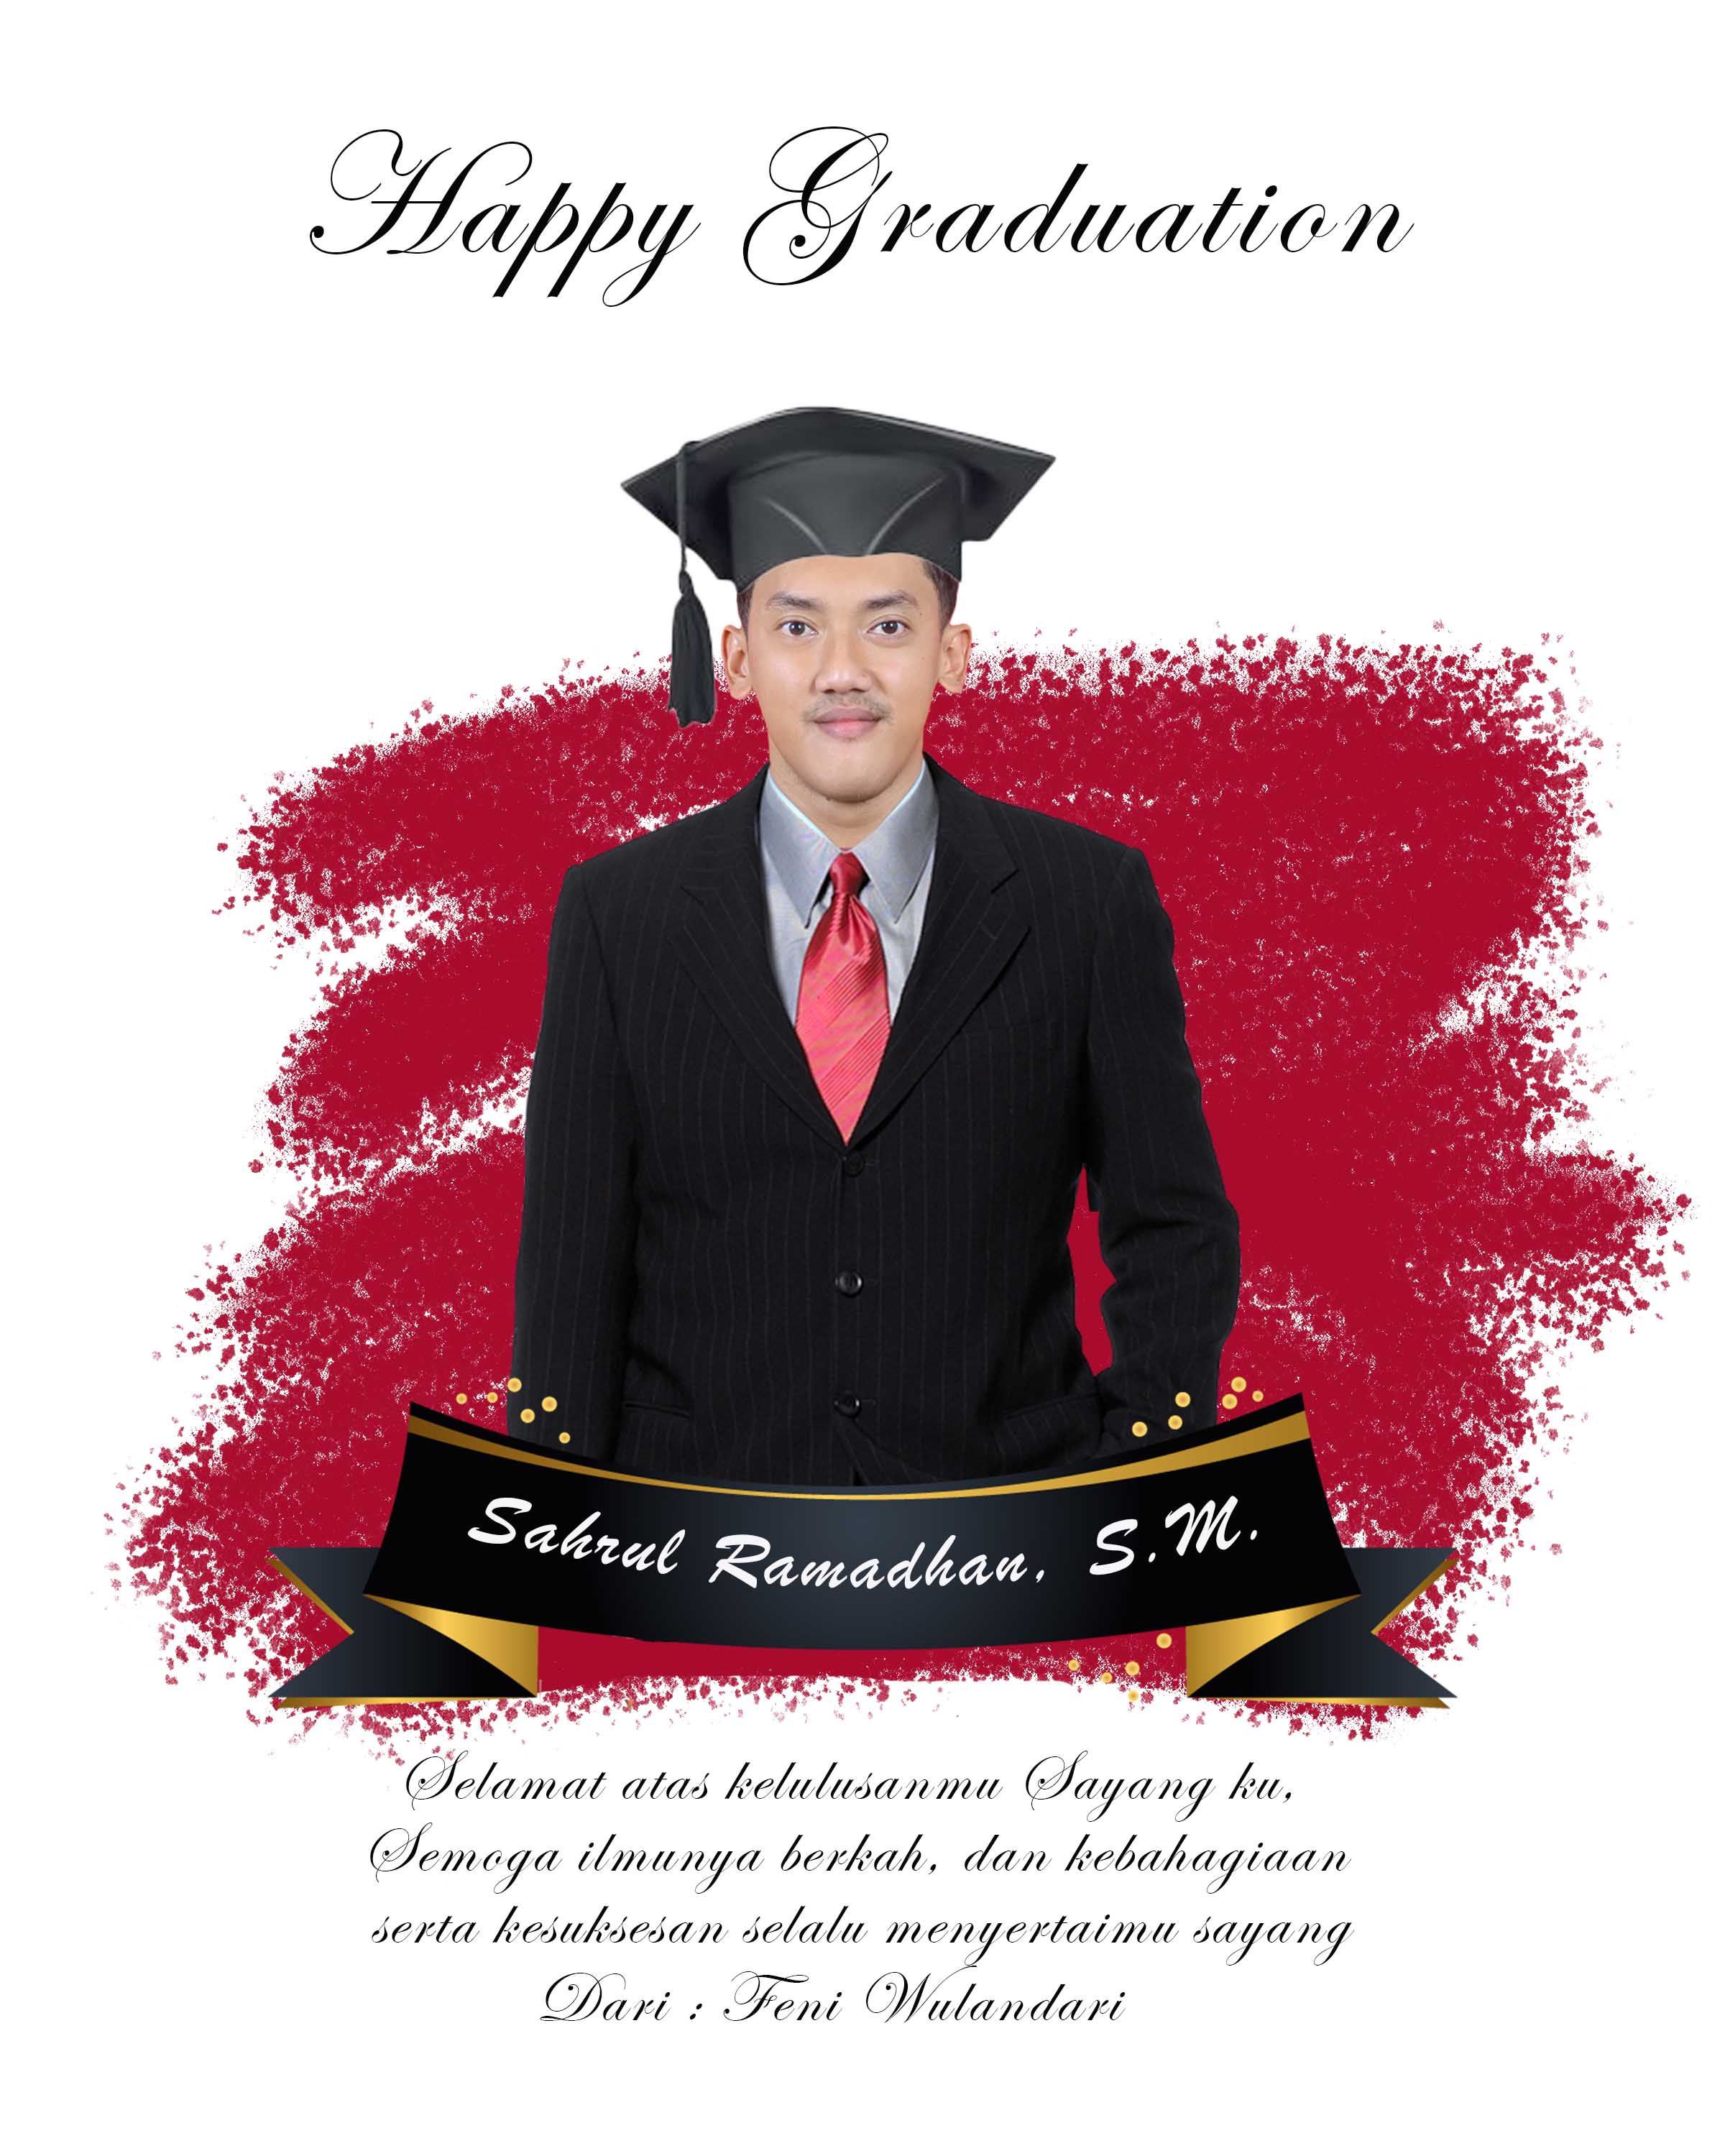 Happy Graduation
Sahrul Ramadhan, S.M.
Selamat atas kelulusanmu Sayang ku,
Semoga ilmunya berkah, dan kebahagiaan
serta kesuksesan selalu menyertaimu sayang
Dari : Feni Wulandari